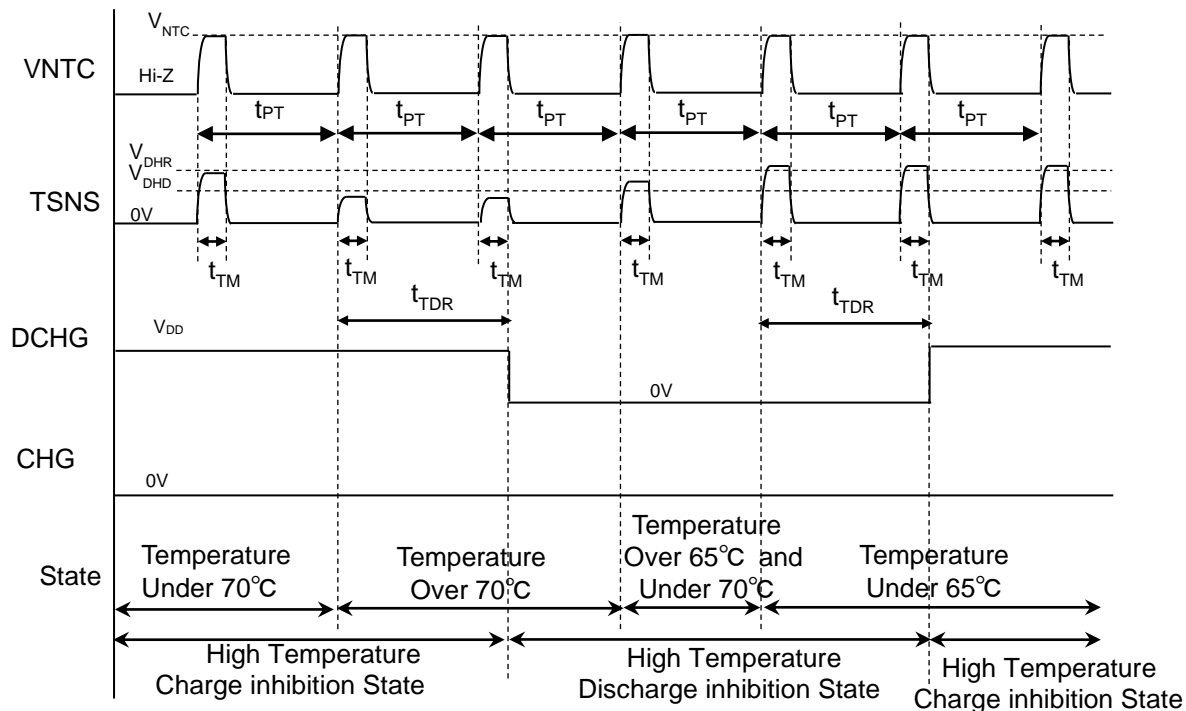 VNTC
VNTC
Hi-Z
tPT tPT tPT tPT tPT tPT
TSNS
VDHR
VDHD
0V
tTM tTM tTM tTM tTM tTM tTM
tTDR tTDR
DCHG
VDD
0V
CHG
0V
State
Temperature
Under 70℃
Temperature
Over 70℃
Temperature
Over 65℃ and
Under 70℃
Temperature
Under 65℃
High Temperature
Charge inhibition State
High Temperature
Discharge inhibition State
High Temperature
Charge inhibition State